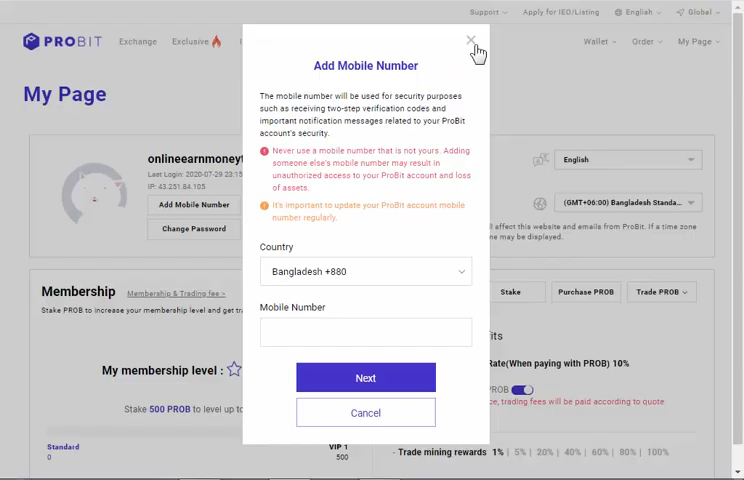 Support
Apply for IEO/Listing
English
Global
PROBIT
Exchange
Exclusive
Wallet
Order
My Page
My Page
Add Mobile Number
The mobile number will be used for security purposes
such as receiving two-step verification codes and
important notification messages related to your ProBit
account's security.
Never use a mobile number that is not yours. Adding
someone else's mobile number may result in
unauthorized access to your ProBit account and loss
of assets.
It's important to update your ProBit account mobile
number regularly.
Country
Bangladesh +880
Mobile Number
Next
Cancel
onlineearnmoneyt
Last Login: 2020-07-29 23:15
IP: 43.251.84.105
Add Mobile Number
Change Password
English
(GMT+06:00) Bangladesh Standa...
affect this website and emails from ProBit. If a time zone
me may be displayed.
Membership
Membership & Trading fee >
Stake PROB to increase your membership level and get tr
My membership level :
Stake 500 PROB to level up to
Standard
0
VIP 1
500
Stake
Purchase PROB
Trade PROB
fits
Rate(When paying with PROB) 10%
ROB
ce, trading fees will be paid according to quote
- Trade mining rewards 1% | 5% | 20% | 40% | 60% | 80% | 100%